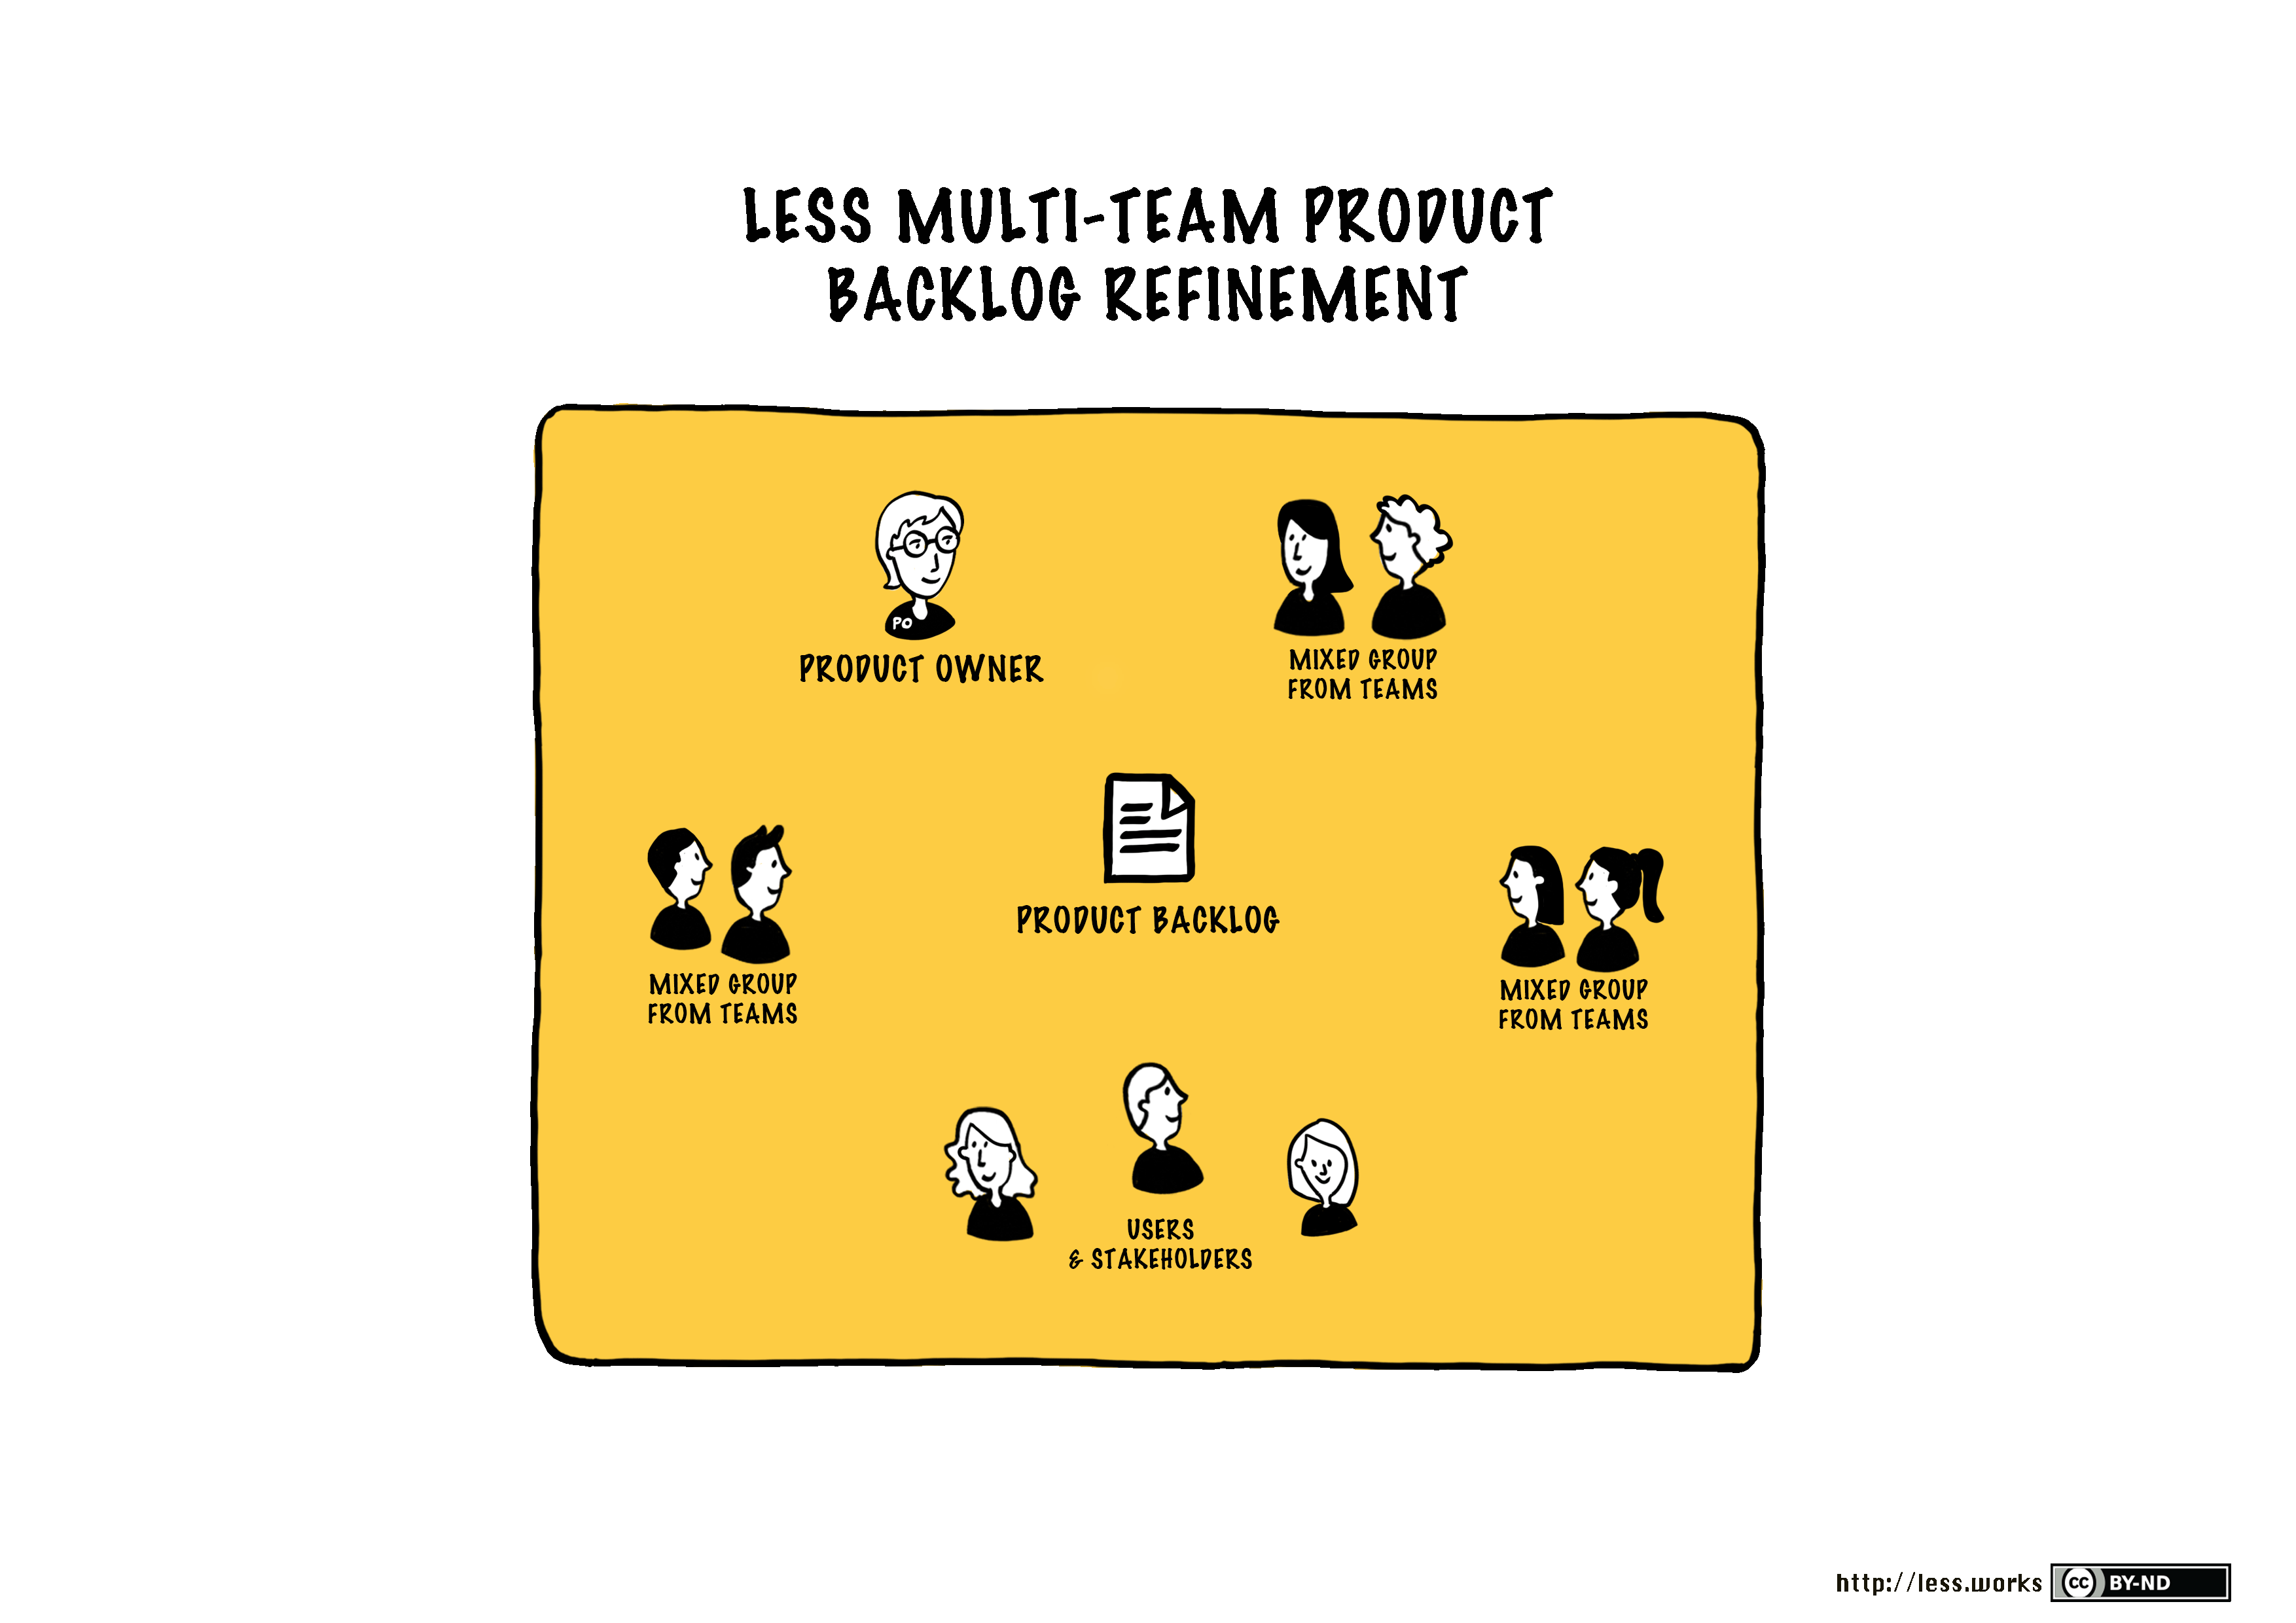 LESS MULTI-TEAM PRODUCT
BACKLOG REFINEMENT
PO
PRODUCT OWNER
MIXED GROUP
FROM TEAMS
PRODUCT BACKLOG
MIXED GROUP
FROM TEAMS
MIXED GROUP
FROM TEAMS
USERS
& STAKEHOLDERS
http://less.works
cc BY-ND